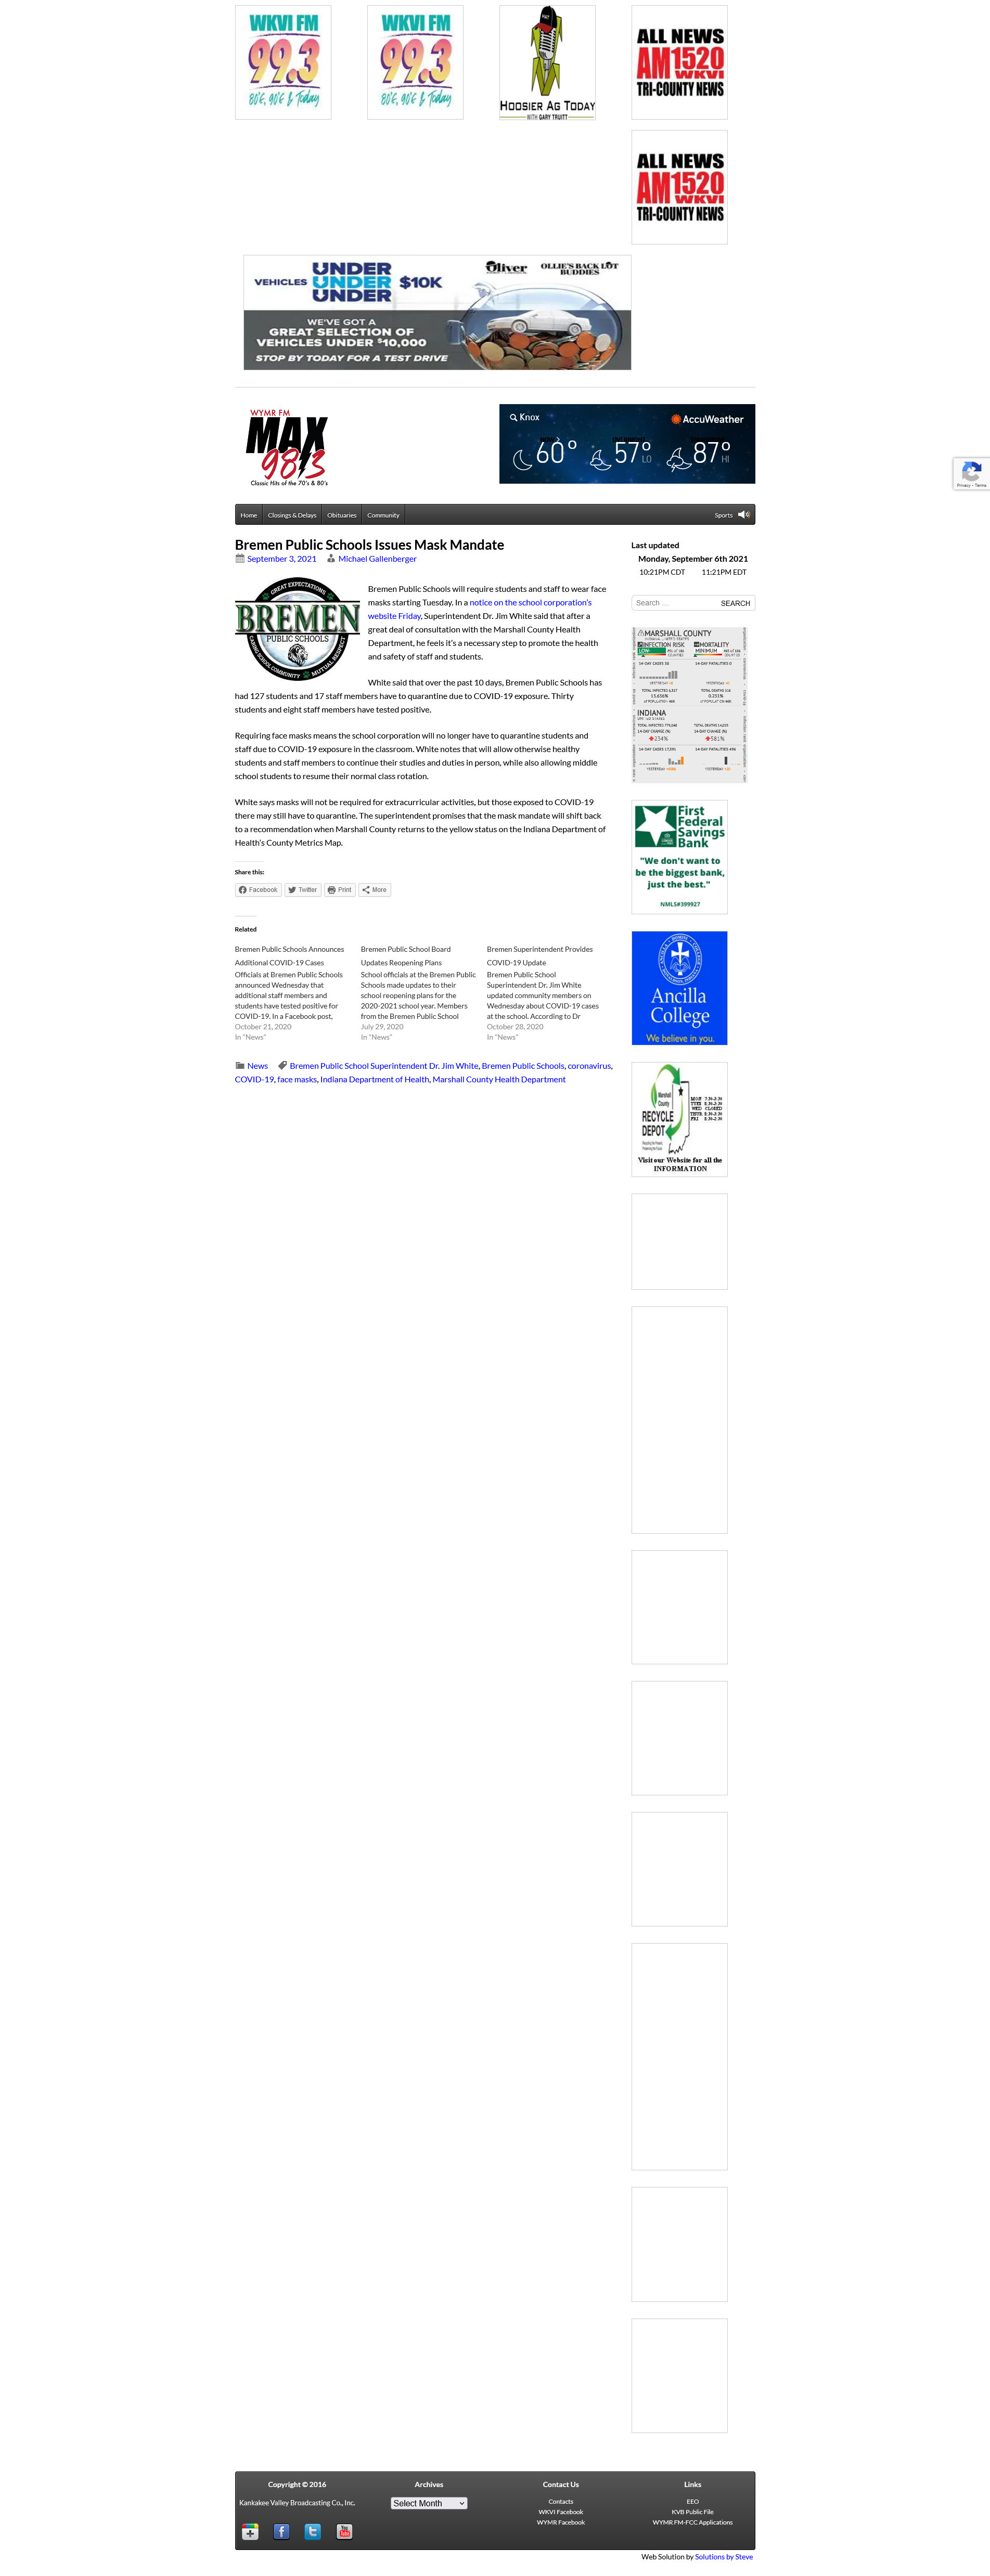 WKVI FM
99.3
80's, 90's & Today
WKVI FM
99.3
80's, 90's & Today
HOOSIER AG TODAY
WITH GARY TRUITT
ALL NEWS
AM1520
WKVI
TRI-COUNTY NEWS
ALL NEWS
AM1520
WKVI
TRI-COUNTY NEWS
VEHICLES UNDER UNDER UNDER $10K
Oliver
OLLIE'S BACK LOT BUDDIES
WE'VE GOT A
GREAT SELECTION OF
VEHICLES UNDER $10,000
STOP BY TODAY FOR A TEST DRIVE
WYMR FM
MAX
98.3
Classic Hits of the 70's & 80's
Knox
AccuWeather
60°
57° LO
87° HI
Privacy - Terms
Home
Closings & Delays
Obituaries
Community
Sports
Bremen Public Schools Issues Mask Mandate
September 3, 2021
Michael Gallenberger
GREAT EXPECTATIONS
BREMEN
PUBLIC SCHOOLS
CARING SCHOOL COMMUNITY MUTUAL RESPECT
Bremen Public Schools will require students and staff to wear face
masks starting Tuesday. In a notice on the school corporation's
website Friday, Superintendent Dr. Jim White said that after a
great deal of consultation with the Marshall County Health
Department, he feels it's a necessary step to promote the health
and safety of staff and students.
White said that over the past 10 days, Bremen Public Schools has
had 127 students and 17 staff members have to quarantine due to COVID-19 exposure. Thirty
students and eight staff members have tested positive.
Requiring face masks means the school corporation will no longer have to quarantine students and
staff due to COVID-19 exposure in the classroom. White notes that will allow otherwise healthy
students and staff members to continue their studies and duties in person, while also allowing middle
school students to resume their normal class rotation.
White says masks will not be required for extracurricular activities, but those exposed to COVID-19
there may still have to quarantine. The superintendent promises that the mask mandate will shift back
to a recommendation when Marshall County returns to the yellow status on the Indiana Department of
Health's County Metrics Map.
Share this:
Facebook
Twitter
Print
More
Related
Bremen Public Schools Announces
Additional COVID-19 Cases
Officials at Bremen Public Schools
announced Wednesday that
additional staff members and
students have tested positive for
COVID-19. In a Facebook post,
October 21, 2020
In "News"
Bremen Public School Board
Updates Reopening Plans
School officials at the Bremen Public
Schools made updates to their
school reopening plans for the
2020-2021 school year. Members
from the Bremen Public School
July 29, 2020
In "News"
Bremen Superintendent Provides
COVID-19 Update
Bremen Public School
Superintendent Dr. Jim White
updated community members on
Wednesday about COVID-19 cases
at the school. According to Dr
October 28, 2020
In "News"
News
Bremen Public School Superintendent Dr. Jim White, Bremen Public Schools, coronavirus,
COVID-19, face masks, Indiana Department of Health, Marshall County Health Department
Last updated
Monday, September 6th 2021
10:21PM CDT
11:21PM EDT
Search …
SEARCH
MARSHALL COUNTY
INFECTION RISK
MORTALITY
LOW
MINIMUM
INDIANA
234%
581%
First
Federal
Savings
Bank
"We don't want to
be the biggest bank,
just the best."
NMLS#399927
Ancilla
College
We believe in you.
Marshall
County
RECYCLE
DEPOT
MON 7:30-2:30
TUES 8:30-2:30
WED CLOSED
THUR 8:30-2:30
FRI 8:30-2:30
Visit our Website for all the
INFORMATION
Copyright © 2016
Kankakee Valley Broadcasting Co., Inc.
Archives
Select Month
Contact Us
Contacts
WKVI Facebook
WYMR Facebook
Links
EEO
KVB Public File
WYMR.FM-FCC Applications
Web Solution by Solutions by Steve